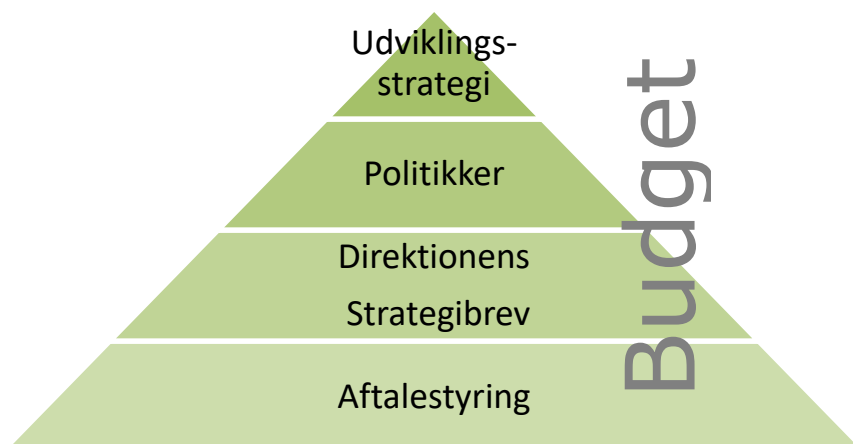 Udviklings-
strategi
Politikker
Direktionens
Strategibrev
Aftalestyring
Budget